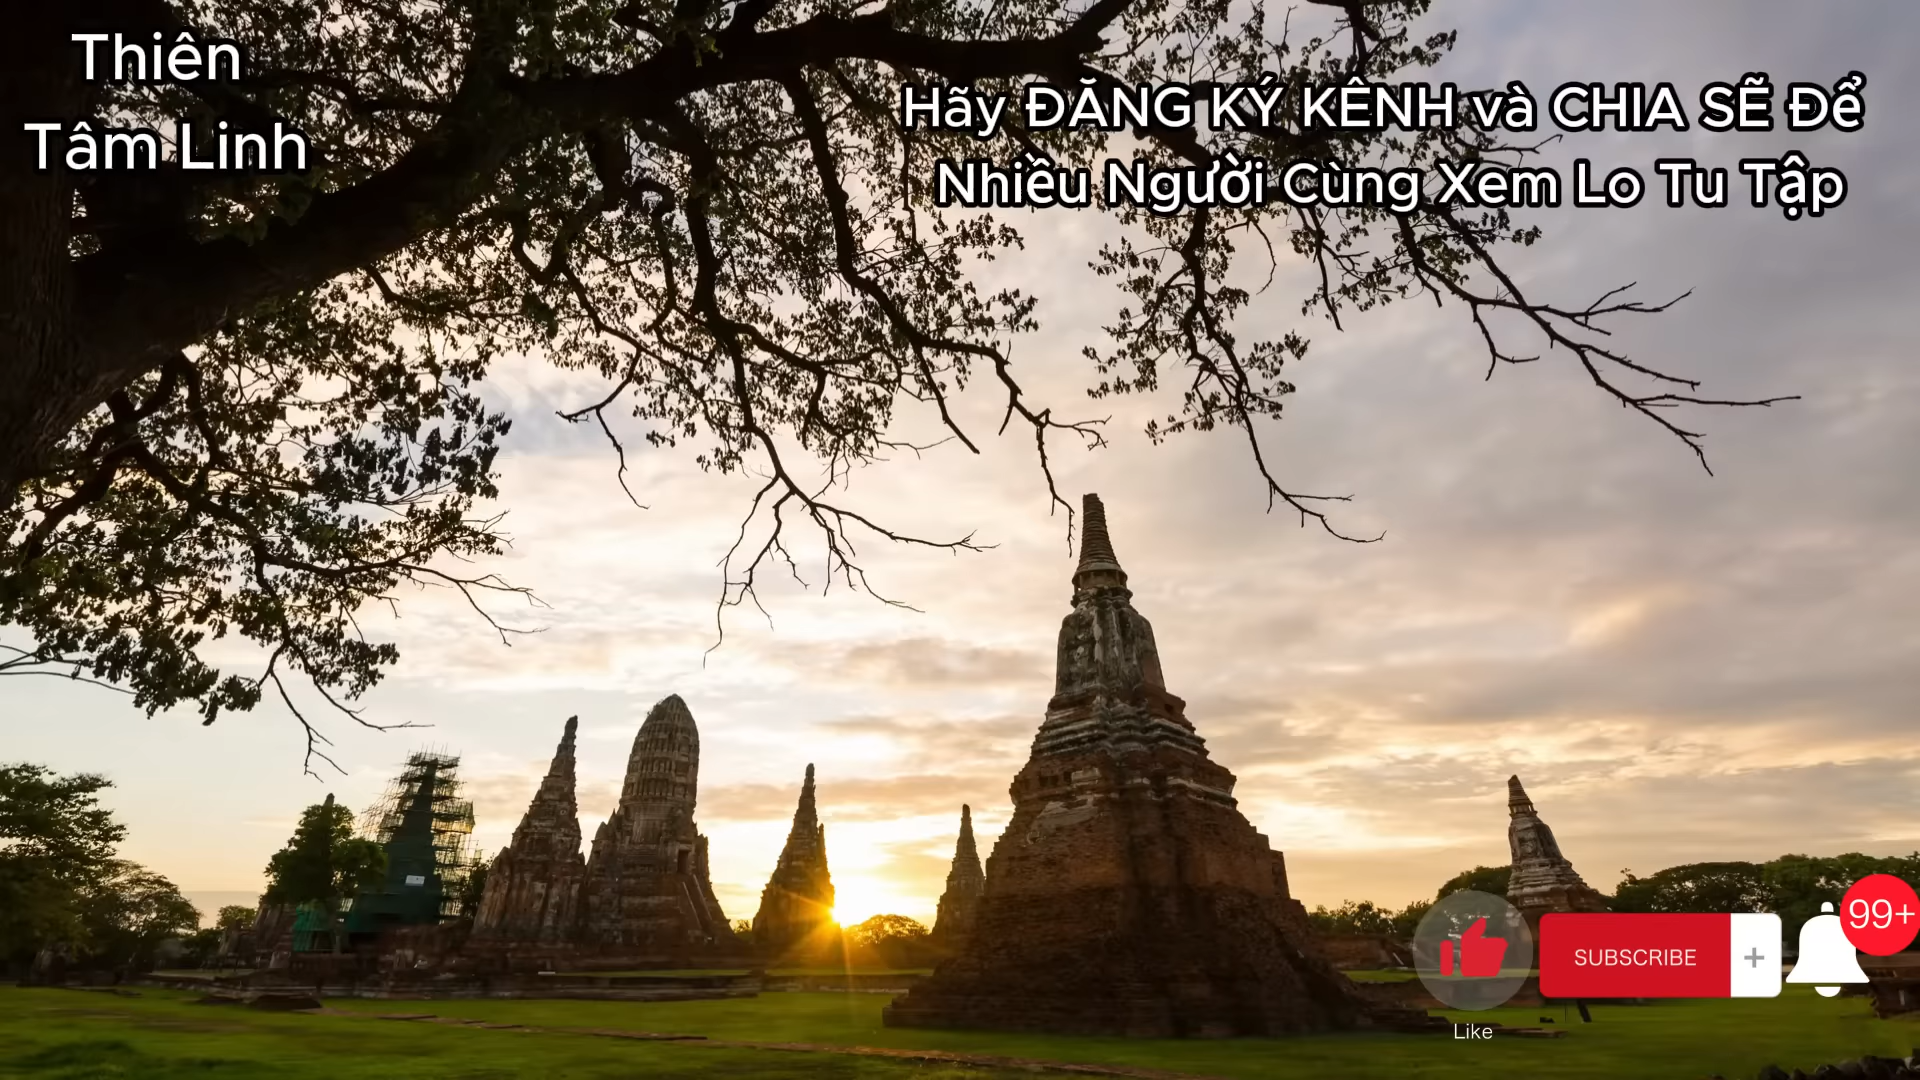 Thiên
Tâm Linh
Hãy ĐĂNG KÝ KÊNH và CHIA SẼ Để
Nhiều Người Cùng Xem Lo Tu Tập
99+
SUBSCRIBE +
Like